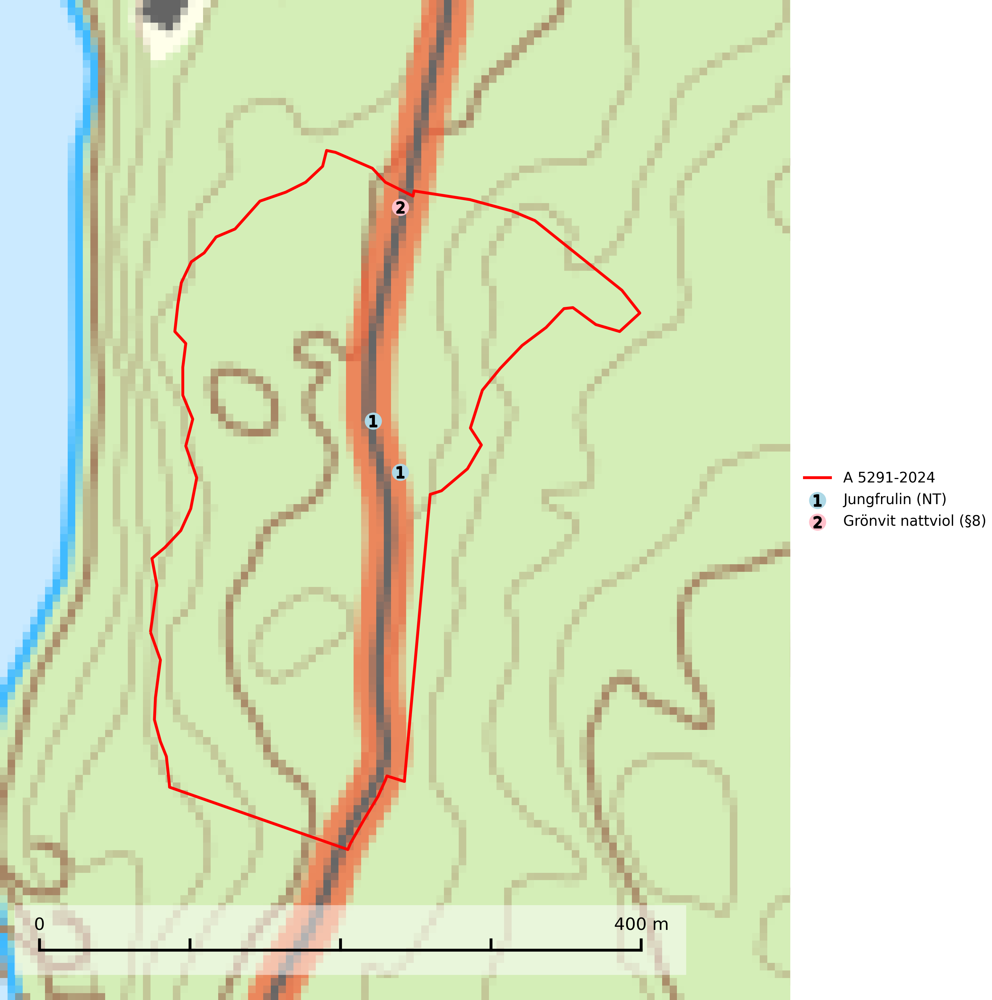 2
1
1
A 5291-2024
1 Jungfrulin (NT)
2 Grönvit nattviol (§8)
0 400 m